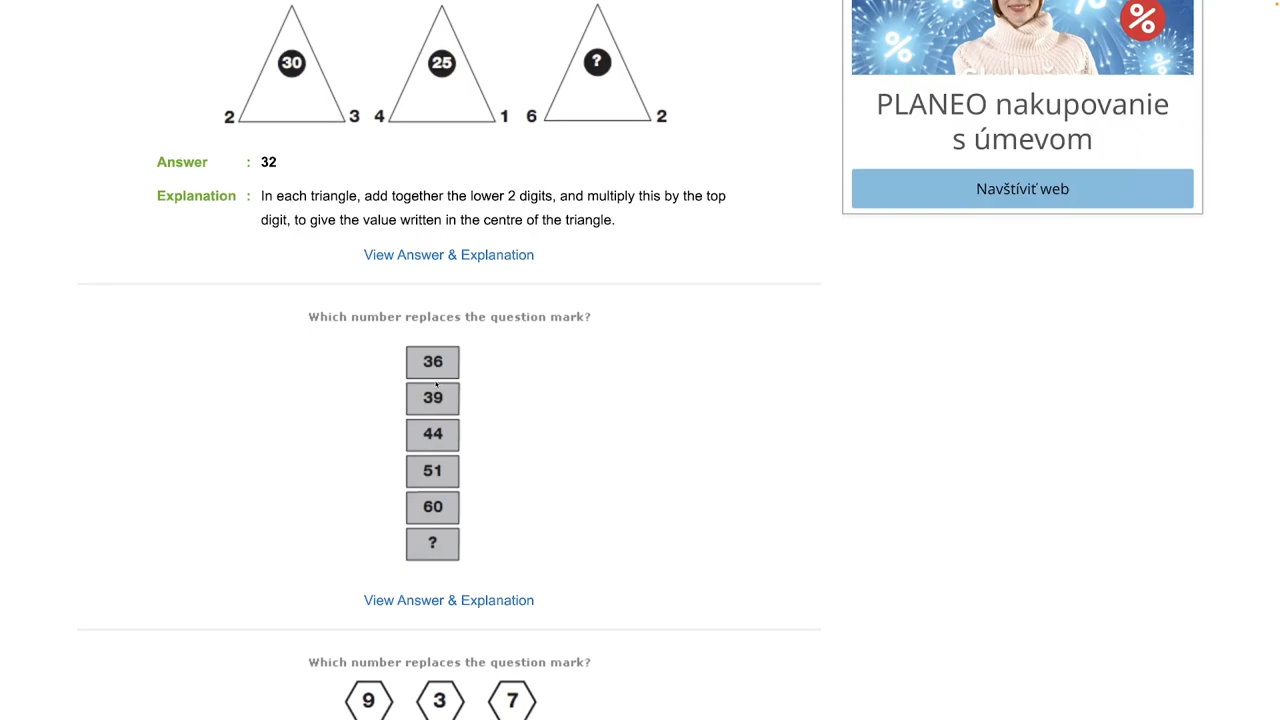 30 25 ?
2 3 4 1 6 2
Answer : 32
Explanation : In each triangle, add together the lower 2 digits, and multiply this by the top
digit, to give the value written in the centre of the triangle.
View Answer & Explanation
Which number replaces the question mark?
36
39
44
51
60
?
View Answer & Explanation
Which number replaces the question mark?
9 3 7
%
%
%
%
PLANEO nakupovanie
s úmevom
Navštíviť web